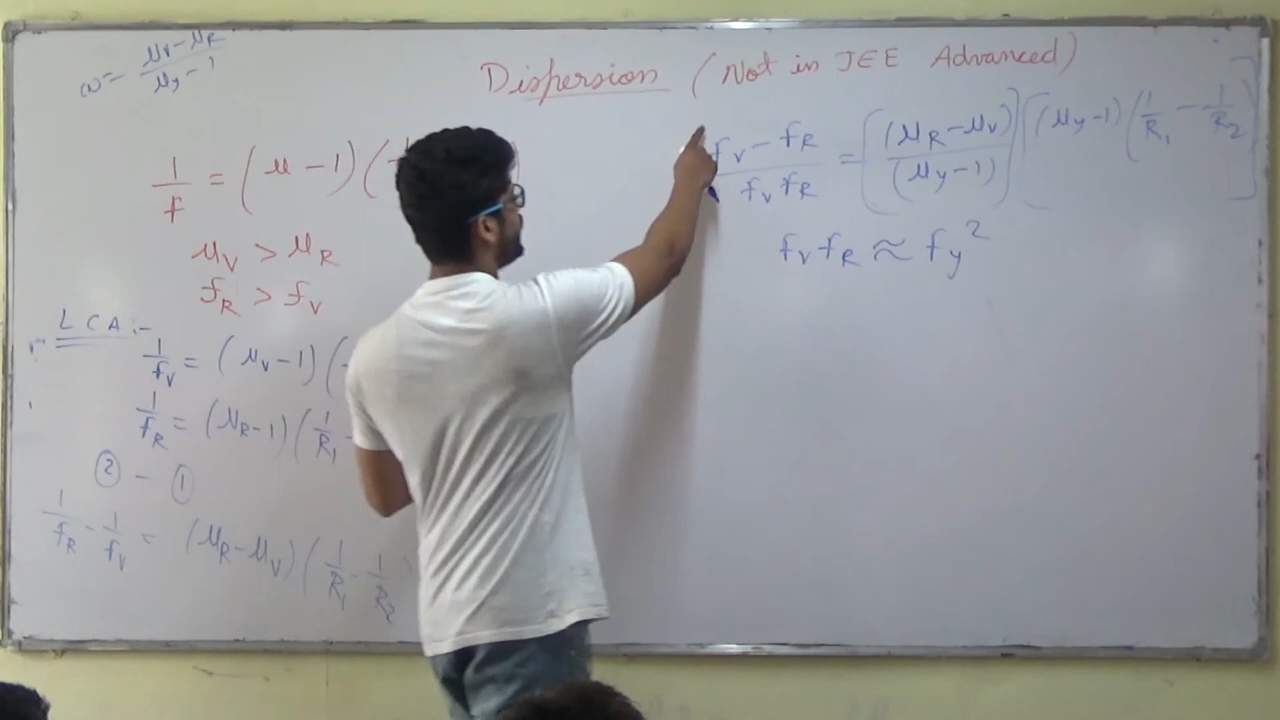 ω = (μV − μR)/(μy − 1)
Dispersion (Not in JEE Advanced)
1/f = (μ − 1)(
μV > μR
fR > fV
LCA :-
1/fV = (μV − 1)(
1/fR = (μR − 1)(1/R1 −
② − ①
1/fR − 1/fV = (μR − μV)(1/R1 − 1/R2
(fV − fR)/(fV fR) = [(μR − μV)/(μy − 1)][(μy − 1)(1/R1 − 1/R2)]
fV fR ≈ fy²